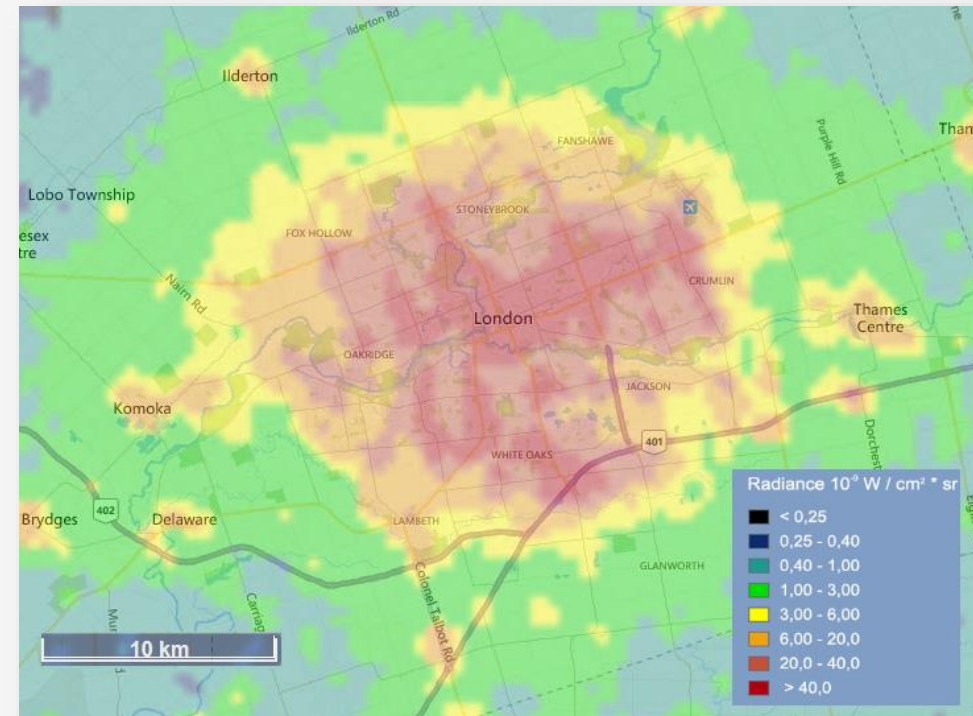 Ilderton Rd
Ilderton
FANSHAWE
Purple Hill Rd
Tham
Lobo Township
esex
tre
STONEYBROOK
FOX HOLLOW
Nairn Rd
CRUMLIN
London
Thames
Centre
OAKRIDGE
JACKSON
Komoka
401
WHITE OAKS
Dorchest
402
Brydges
Delaware
LAMBETH
GLANWORTH
Colonel Talbot Rd
Carriag
10 km
Radiance 10⁻⁹ W / cm² * sr
< 0,25
0,25 - 0,40
0,40 - 1,00
1,00 - 3,00
3,00 - 6,00
6,00 - 20,0
20,0 - 40,0
> 40,0